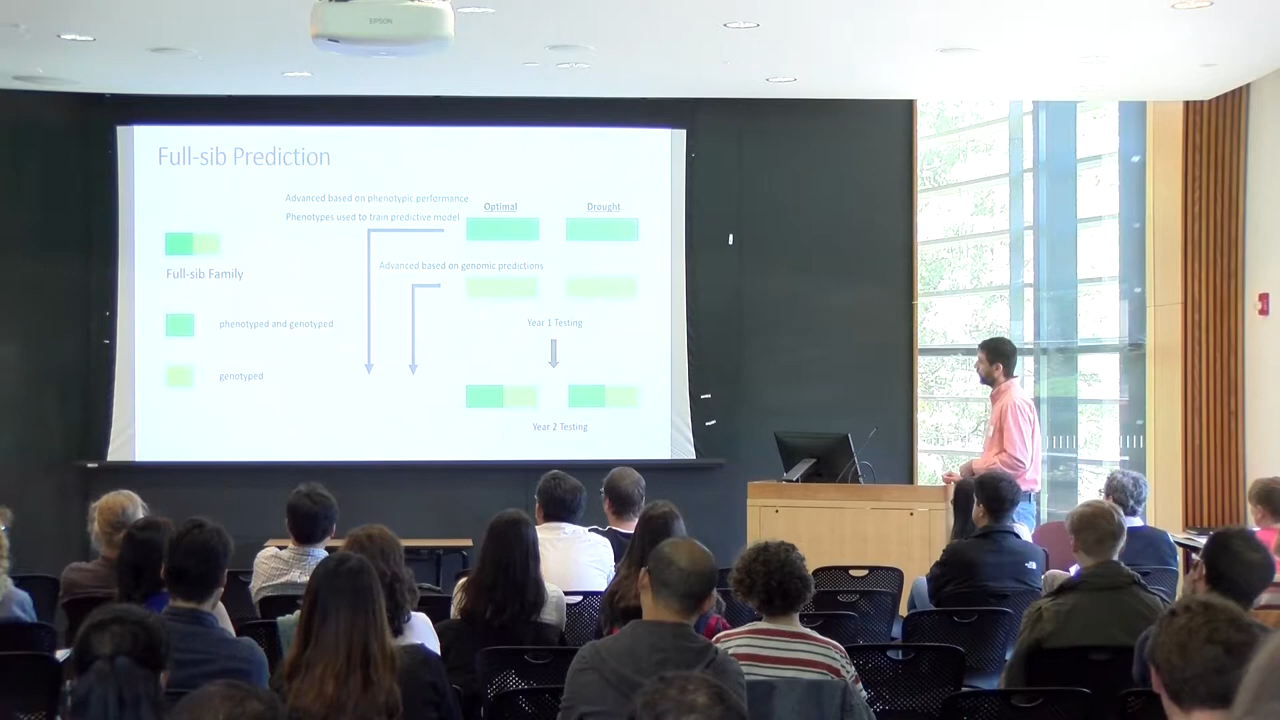 EPSON
Full-sib Prediction
Advanced based on phenotypic performance
Phenotypes used to train predictive model
Optimal
Drought
Advanced based on genomic predictions
Full-sib Family
phenotyped and genotyped
Year 1 Testing
genotyped
Year 2 Testing